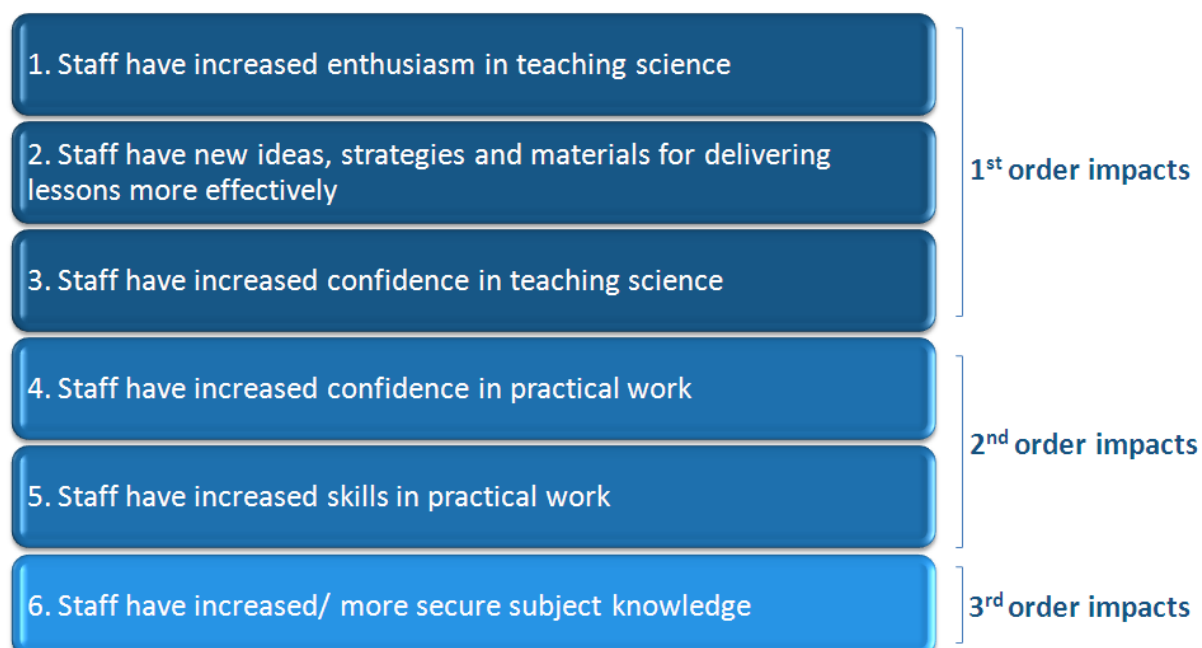 1. Staff have increased enthusiasm in teaching science
2. Staff have new ideas, strategies and materials for delivering
lessons more effectively
1st order impacts
3. Staff have increased confidence in teaching science
4. Staff have increased confidence in practical work
2nd order impacts
5. Staff have increased skills in practical work
6. Staff have increased/ more secure subject knowledge
3rd order impacts